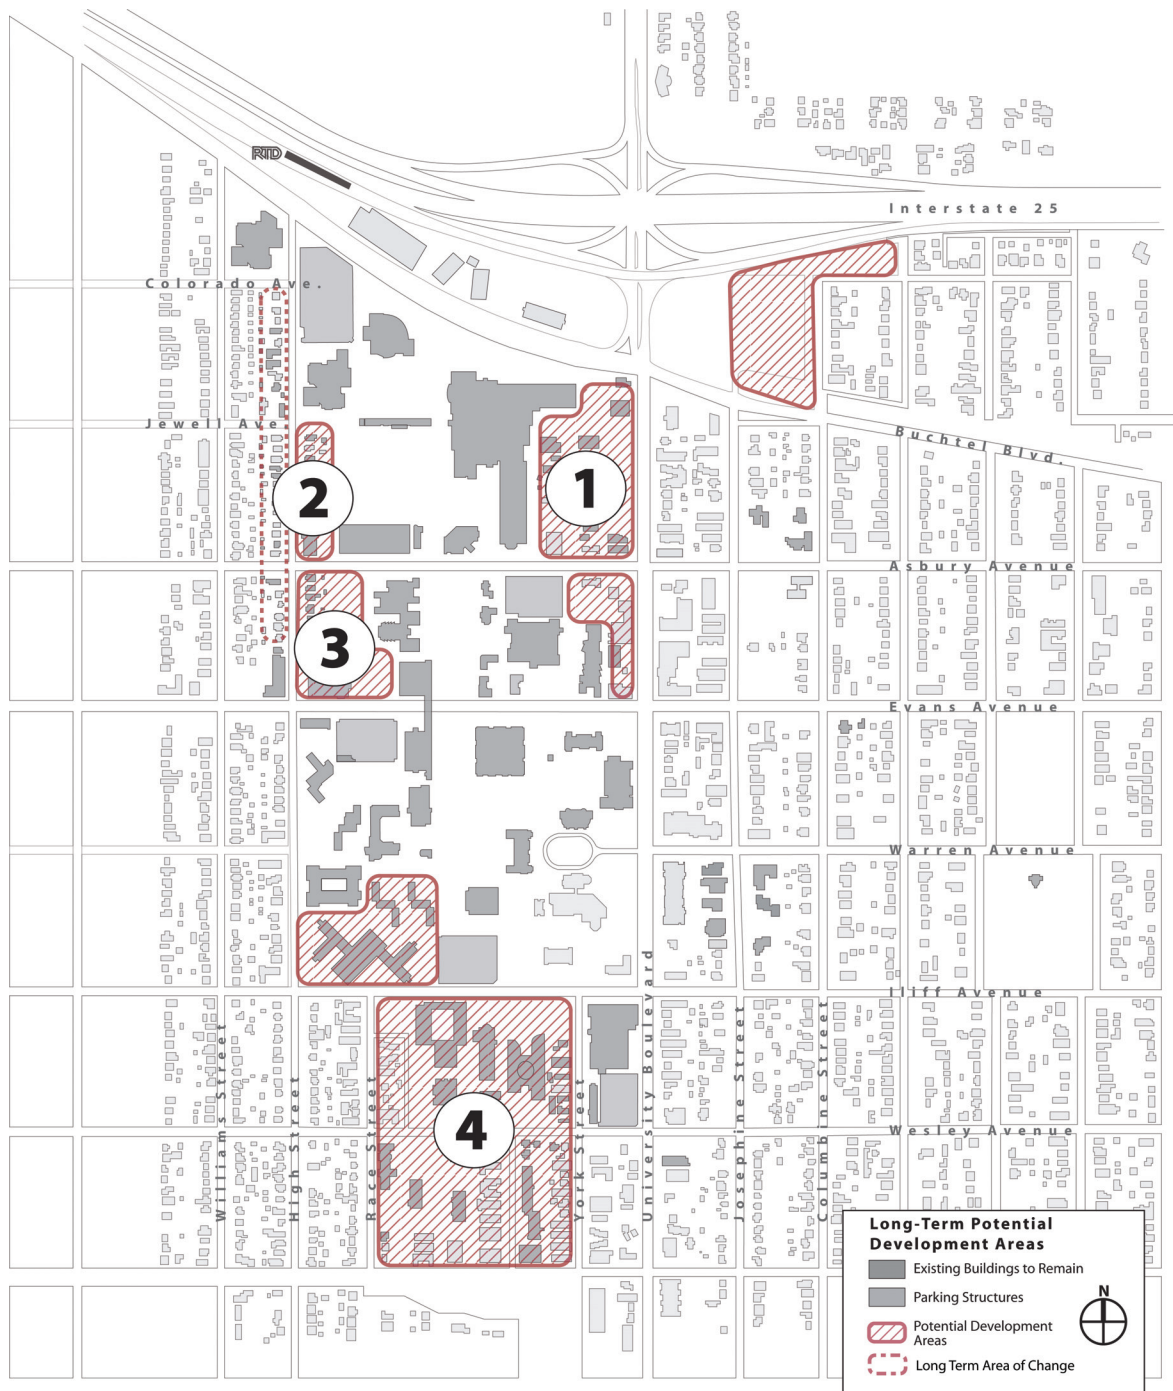 RTD
Interstate 25
Colorado Ave.
Jewell Ave
Buchtel Blvd.
2
1
Asbury Avenue
3
Evans Avenue
Warren Avenue
Iliff Avenue
4
Wesley Avenue
Williams Street
High Street
Race Street
York Street
University Boulevard
Josephine Street
Columbine Street
Long-Term Potential
Development Areas
Existing Buildings to Remain
Parking Structures
N
Potential Development
Areas
Long Term Area of Change